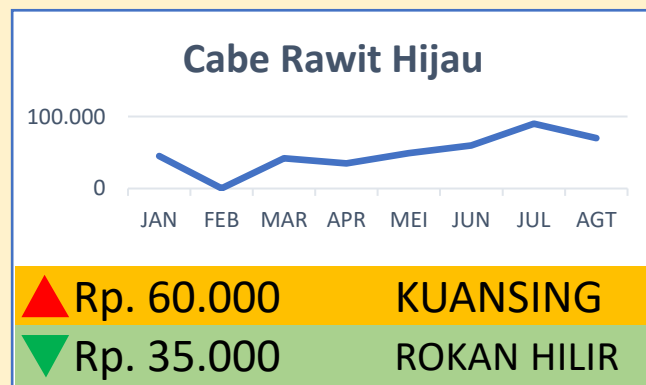 Cabe Rawit Hijau
100.000
0
JAN FEB MAR APR MEI JUN JUL AGT
Rp. 60.000 KUANSING
Rp. 35.000 ROKAN HILIR